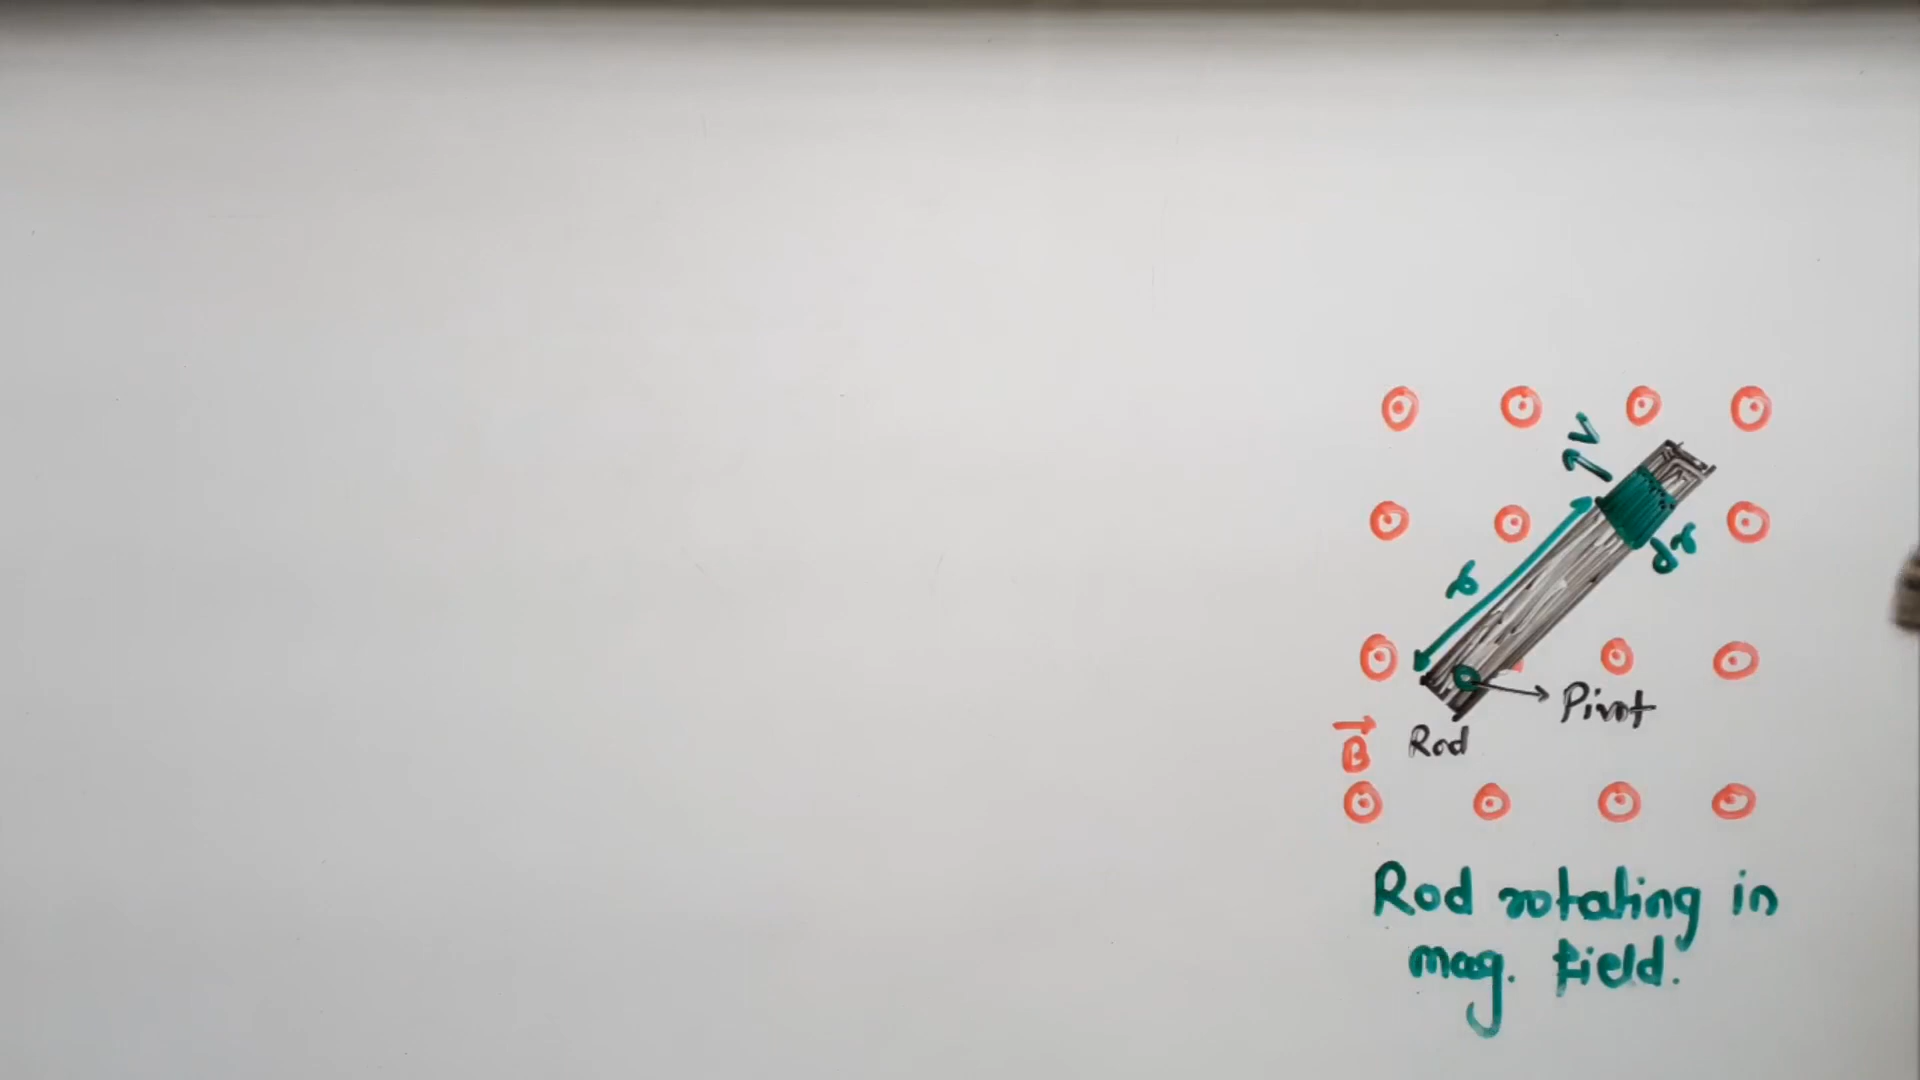 V
r
dr
Pivot
Rod
B
Rod rotating in
mag. field.